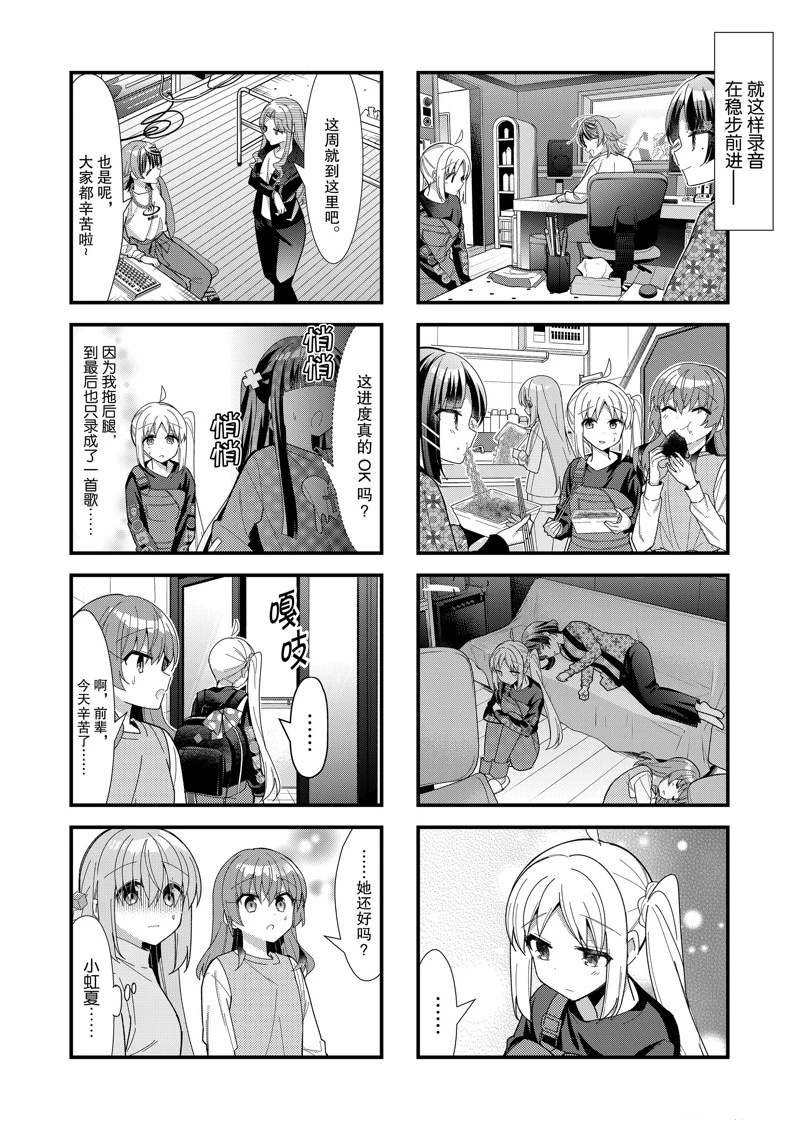 就这样录音
在稳步前进——
……
这周就到这里吧。
也是呢，
大家都辛苦啦~
这进度真的OK吗？
悄悄
悄悄
因为我拖后腿，
到最后也只录成了一首歌……
嘎吱
……
啊，前辈，
今天辛苦了……
……她还好吗？
小虹夏……